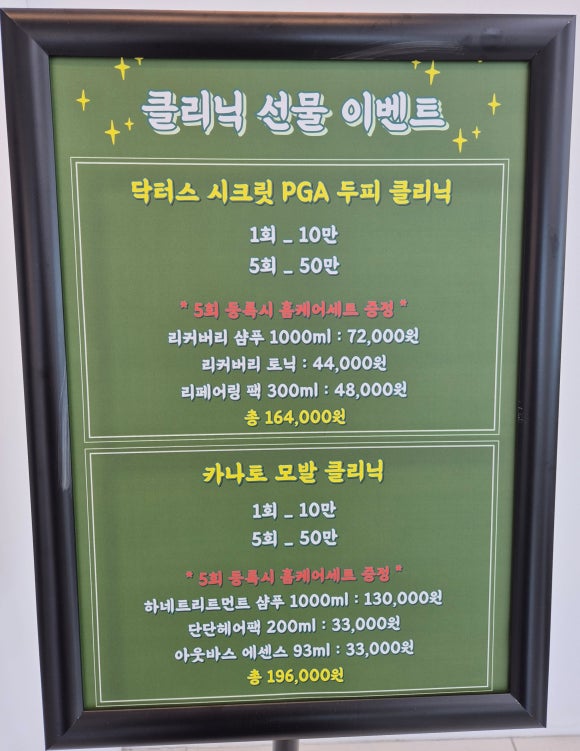 클리닉 선물 이벤트
닥터스 시크릿 PGA 두피 클리닉
1회 _ 10만
5회 _ 50만
* 5회 등록시 홈케어세트 증정 *
리커버리 샴푸 1000ml : 72,000원
리커버리 토닉 : 44,000원
리페어링 팩 300ml : 48,000원
총 164,000원
카나토 모발 클리닉
1회 _ 10만
5회 _ 50만
* 5회 등록시 홈케어세트 증정 *
하네트리트먼트 샴푸 1000ml : 130,000원
단단헤어팩 200ml : 33,000원
아웃바스 에센스 93ml : 33,000원
총 196,000원